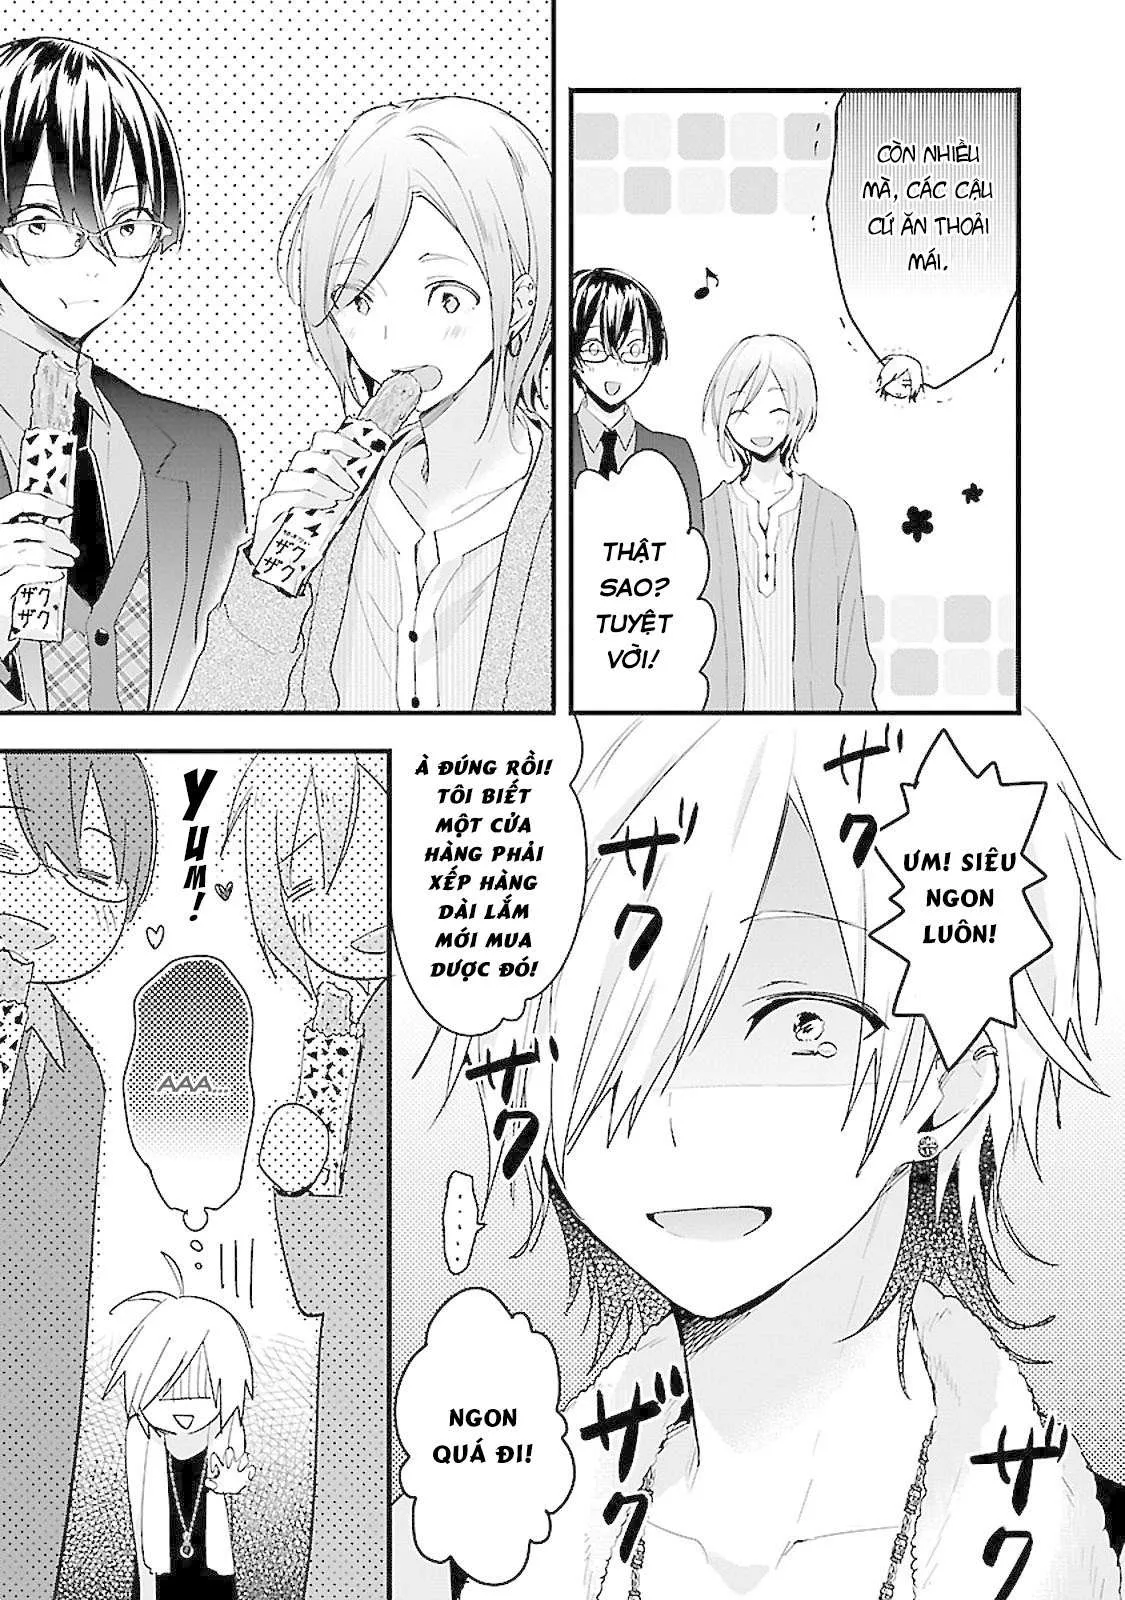 CÒN NHIỀU
MÀ, CÁC CẬU
CỨ ĂN THOẢI
MÁI.
THẬT
SAO?
TUYỆT
VỜI!
ザク
ザク
ザク
ザク
ƯM! SIÊU
NGON
LUÔN!
ザク
ザク
ザク
À ĐÚNG RỒI!
TÔI BIẾT
MỘT CỬA
HÀNG PHẢI
XẾP HÀNG
DÀI LẮM
MỚI MUA
DƯỢC ĐÓ!
.....
NGON
QUÁ ĐI!
ザク
ザク
YUM!
AAA...